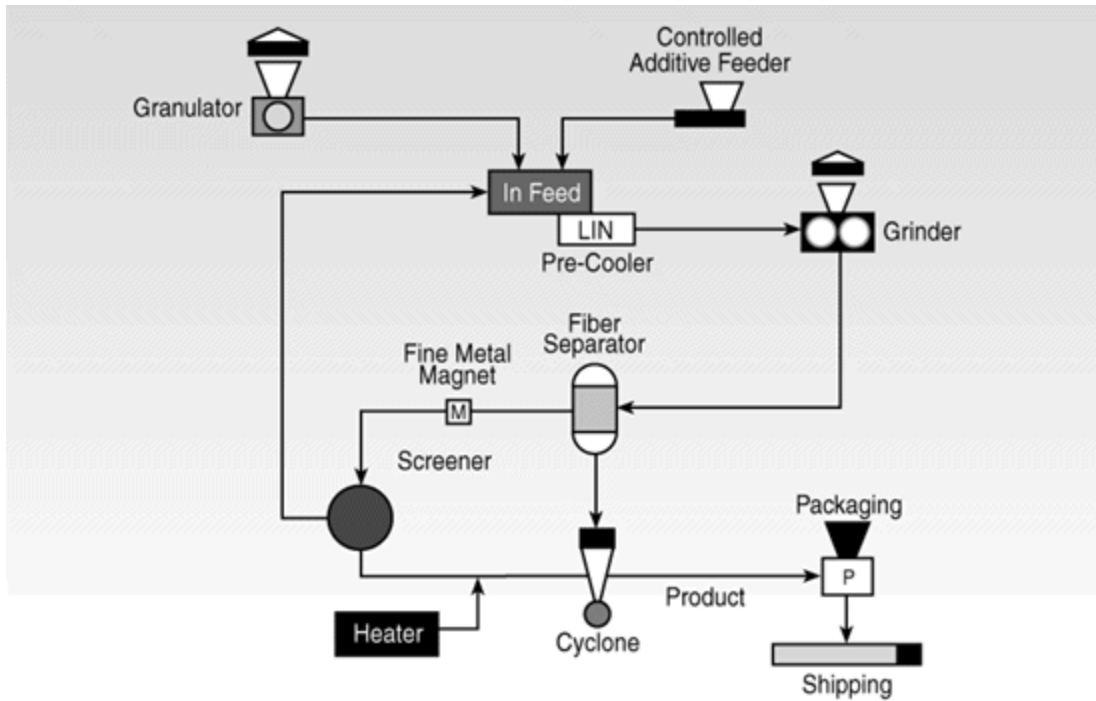 Controlled
Additive Feeder
Granulator
In Feed
LIN
Pre-Cooler
Grinder
Fiber
Separator
Fine Metal
Magnet
M
Screener
Packaging
P
Product
Heater
Cyclone
Shipping